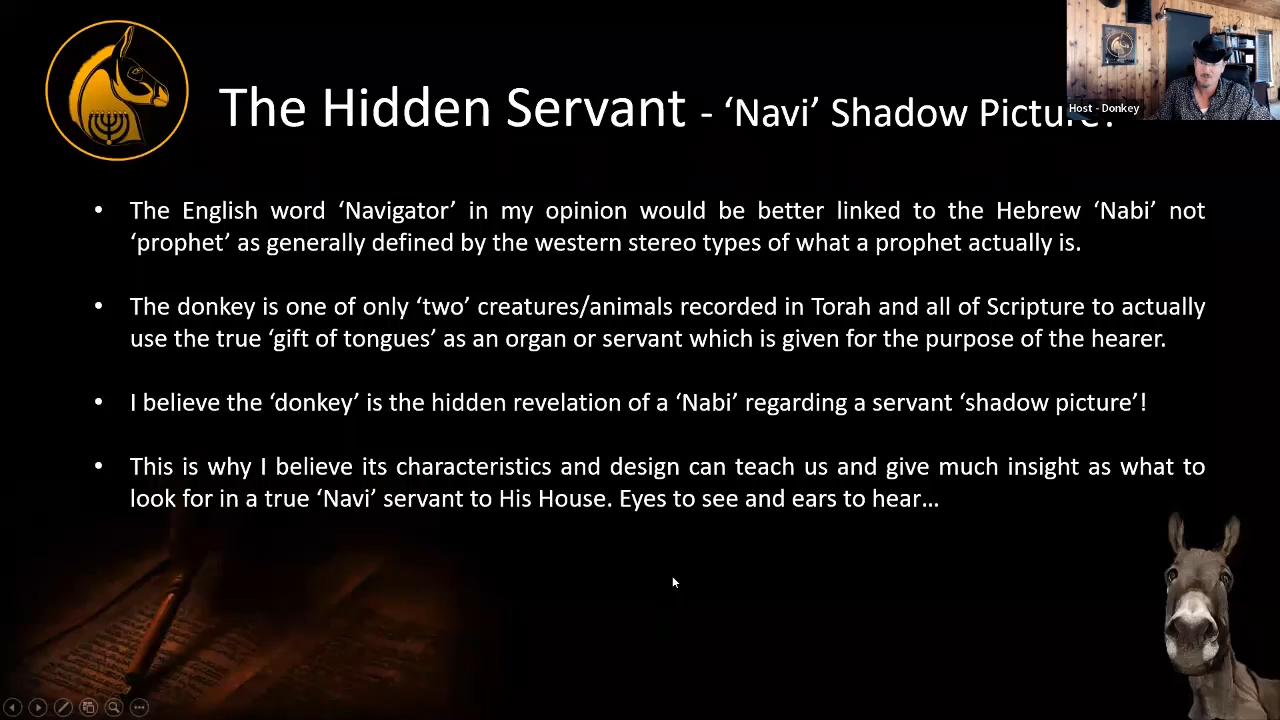 The Hidden Servant - ‘Navi’ Shadow Picture!
Host - Donkey
• The English word ‘Navigator’ in my opinion would be better linked to the Hebrew ‘Nabi’ not
‘prophet’ as generally defined by the western stereo types of what a prophet actually is.
• The donkey is one of only ‘two’ creatures/animals recorded in Torah and all of Scripture to actually
use the true ‘gift of tongues’ as an organ or servant which is given for the purpose of the hearer.
• I believe the ‘donkey’ is the hidden revelation of a ‘Nabi’ regarding a servant ‘shadow picture’!
• This is why I believe its characteristics and design can teach us and give much insight as what to
look for in a true ‘Navi’ servant to His House. Eyes to see and ears to hear...